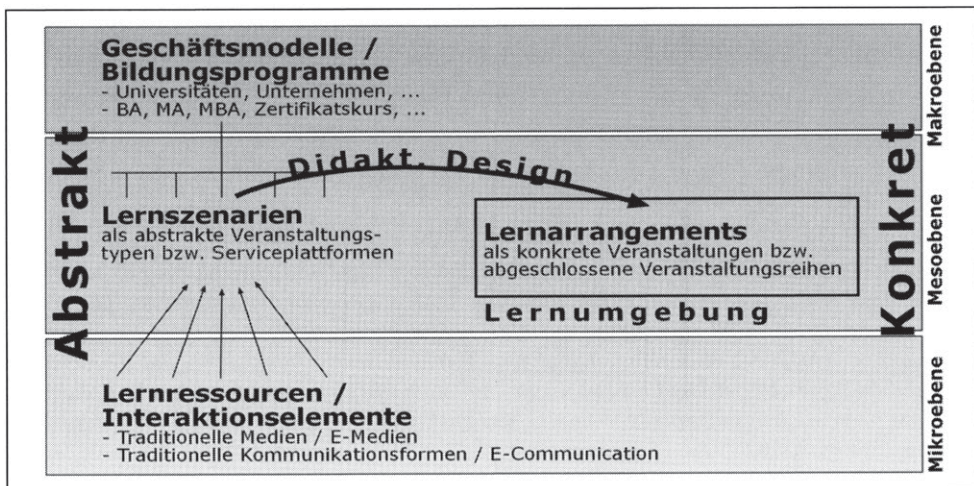 Geschäftsmodelle /
Bildungsprogramme
- Universitäten, Unternehmen, ...
- BA, MA, MBA, Zertifikatskurs, ...
Makroebene
Abstrakt
Didakt. Design
Konkret
Lernszenarien
als abstrakte Veranstaltungs-
typen bzw. Serviceplattformen
Lernarrangements
als konkrete Veranstaltungen bzw.
abgeschlossene Veranstaltungsreihen
Lernumgebung
Mesoebene
Lernressourcen /
Interaktionselemente
- Traditionelle Medien / E-Medien
- Traditionelle Kommunikationsformen / E-Communication
Mikroebene